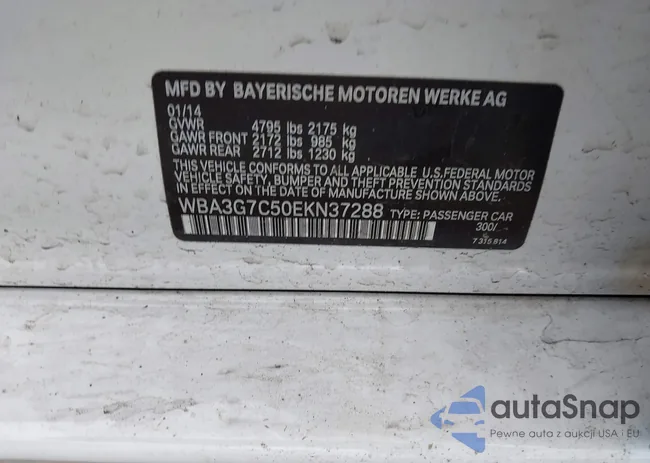 MFD BY BAYERISCHE MOTOREN WERKE AG
01/14
GVWR 4795 lbs 2175 kg
GAWR FRONT 2172 lbs 985 kg
GAWR REAR 2712 lbs 1230 kg
THIS VEHICLE CONFORMS TO ALL APPLICABLE U.S.FEDERAL MOTOR
VEHICLE SAFETY, BUMPER, AND THEFT PREVENTION STANDARDS
IN EFFECT ON THE DATE OF MANUFACTURE SHOWN ABOVE.
WBA3G7C50EKN37288 TYPE: PASSENGER CAR
300/
7 315 814
autaSnap
Pewne auta z aukcji USA i EU